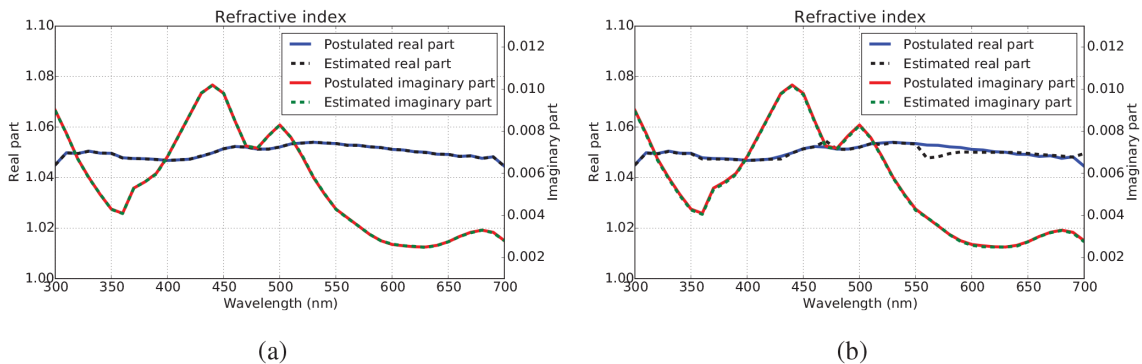 Refractive index
1.10
1.08
1.06
1.04
1.02
1.00
Real part
300 350 400 450 500 550 600 650 700
Wavelength (nm)
0.012
0.010
0.008
0.006
0.004
0.002
Imaginary part
Postulated real part
Estimated real part
Postulated imaginary part
Estimated imaginary part
(a)
Refractive index
1.10
1.08
1.06
1.04
1.02
1.00
Real part
300 350 400 450 500 550 600 650 700
Wavelength (nm)
0.012
0.010
0.008
0.006
0.004
0.002
Imaginary part
Postulated real part
Estimated real part
Postulated imaginary part
Estimated imaginary part
(b)